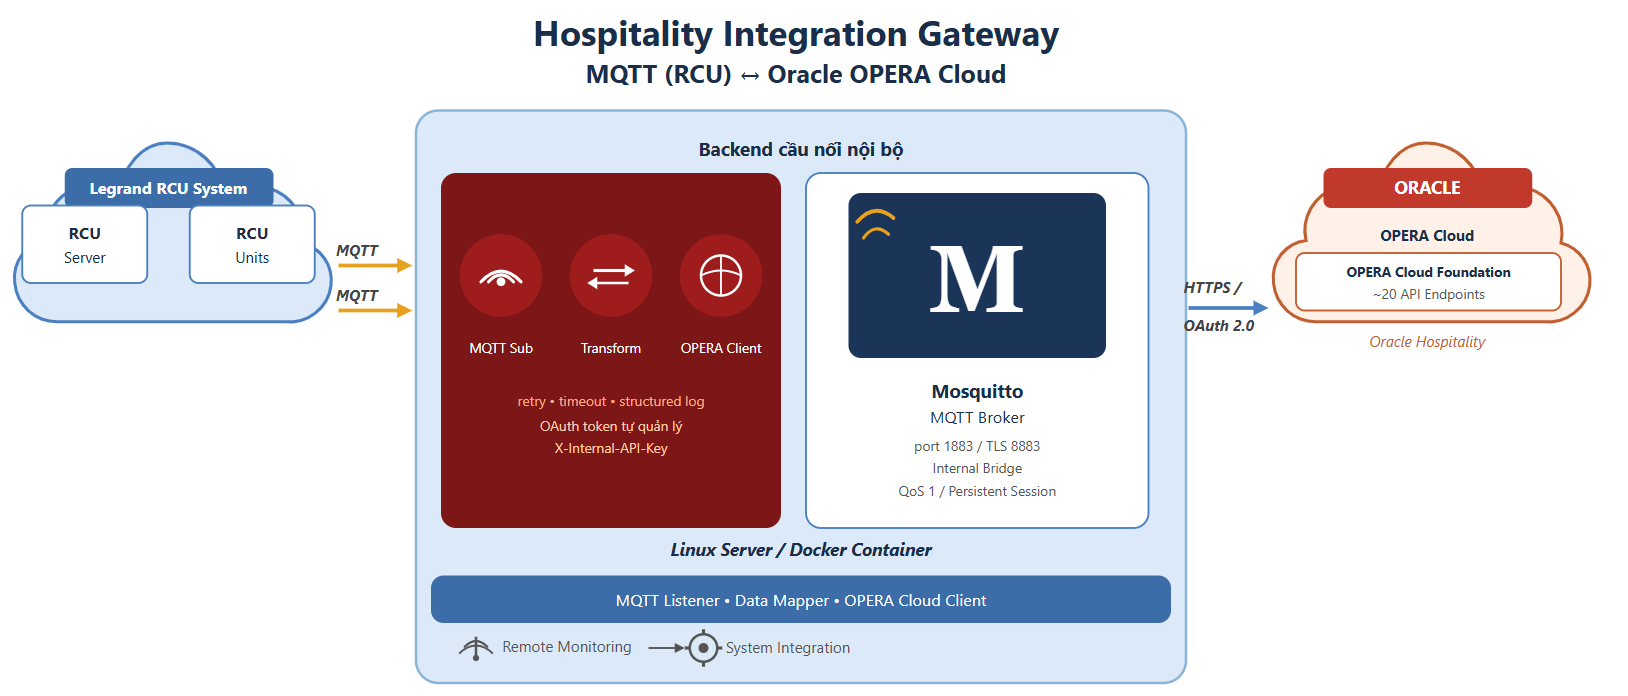 Hospitality Integration Gateway
MQTT (RCU) ↔ Oracle OPERA Cloud
Legrand RCU System
RCU
Server
RCU
Units
MQTT
MQTT
Backend cầu nối nội bộ
MQTT Sub
Transform
OPERA Client
retry • timeout • structured log
OAuth token tự quản lý
X-Internal-API-Key
M
Mosquitto
MQTT Broker
port 1883 / TLS 8883
Internal Bridge
QoS 1 / Persistent Session
Linux Server / Docker Container
MQTT Listener • Data Mapper • OPERA Cloud Client
Remote Monitoring
System Integration
HTTPS /
OAuth 2.0
ORACLE
OPERA Cloud
OPERA Cloud Foundation
~20 API Endpoints
Oracle Hospitality